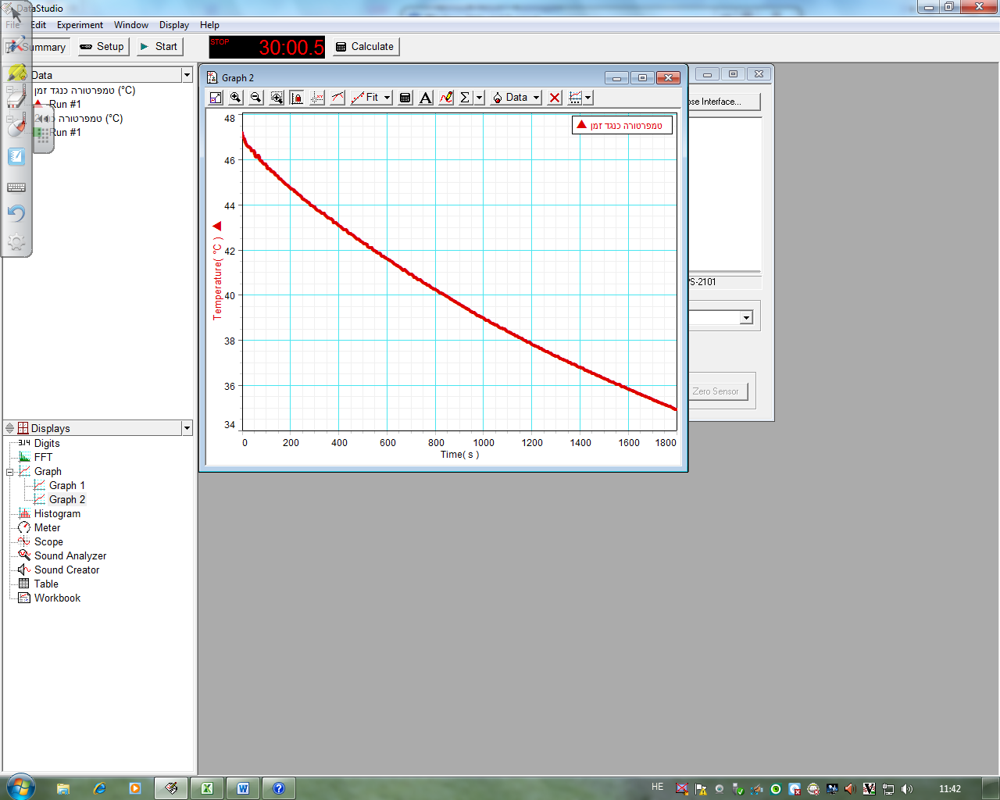 DataStudio
File Edit Experiment Window Display Help
Summary Setup Start STOP 30:00.5 Calculate
Data
טמפרטורה כנגד זמן (°C)
Run #1
(°C)
Run #1
Displays
3.14 Digits
FFT
Graph
Graph 1
Graph 2
Histogram
Meter
Scope
Sound Analyzer
Sound Creator
Table
Workbook
Graph 2
Fit A Σ Data
טמפרטורה כנגד זמן
48
46
44
42
40
38
36
34
Temperature( °C )
0 200 400 600 800 1000 1200 1400 1600 1800
Time( s )
Interface...
PS-2101
Zero Sensor
HE 11:42